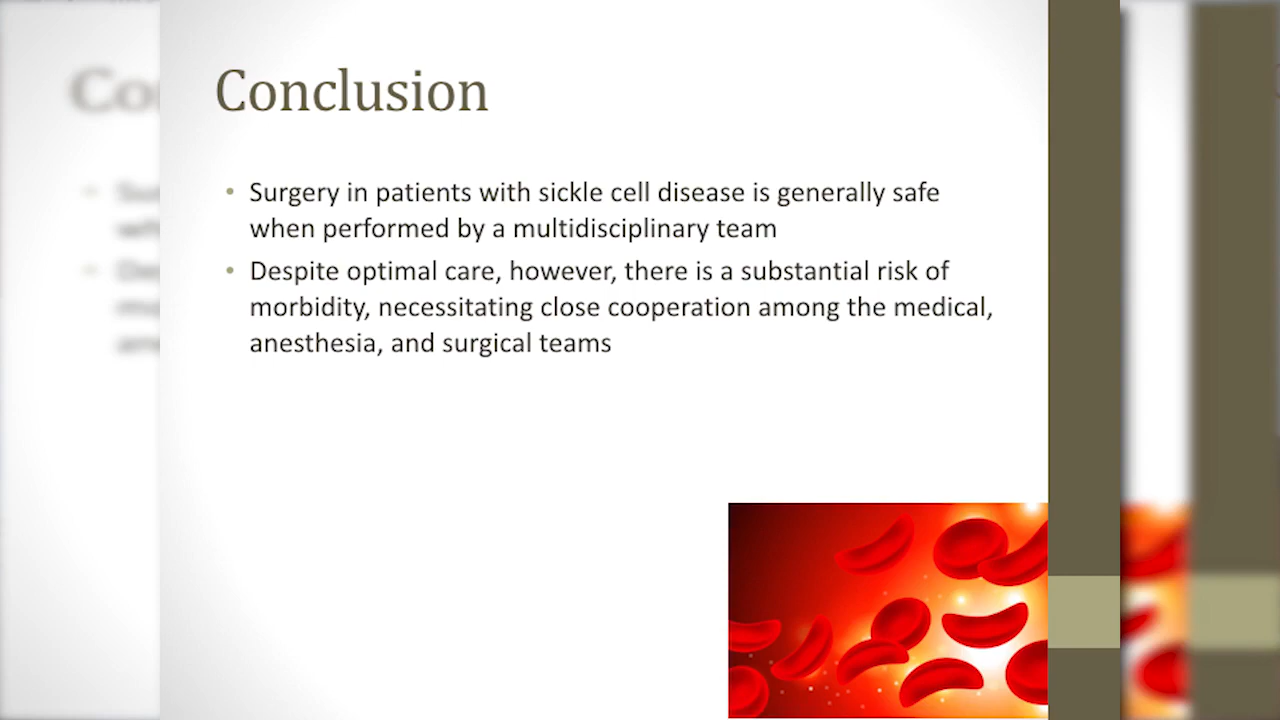 Conclusion
• Surgery in patients with sickle cell disease is generally safe
when performed by a multidisciplinary team
• Despite optimal care, however, there is a substantial risk of
morbidity, necessitating close cooperation among the medical,
anesthesia, and surgical teams